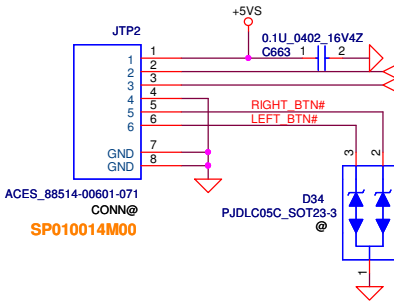 +5VS
JTP2
0.1U_0402_16V4Z
C663
1 2
1 1
2 2
3 3
4 4
5 5
6 6
GND 7
GND 8
RIGHT_BTN#
LEFT_BTN#
3 2
ACES_88514-00601-071
CONN@
SP010014M00
D34
PJDLC05C_SOT23-3
@
1